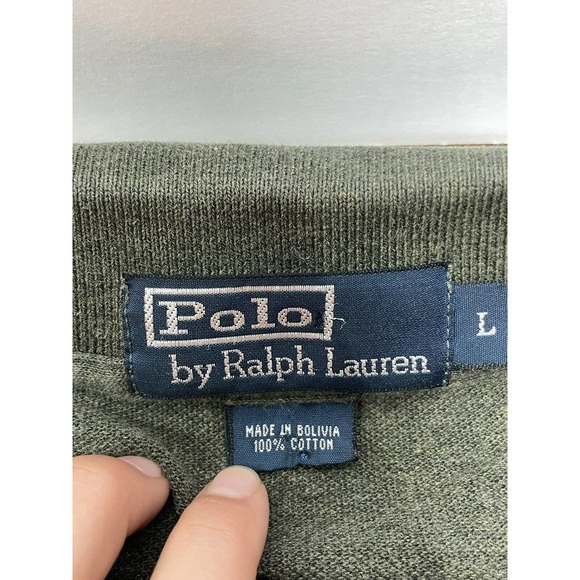 Polo
by Ralph Lauren
L
MADE IN BOLIVIA
100% COTTON